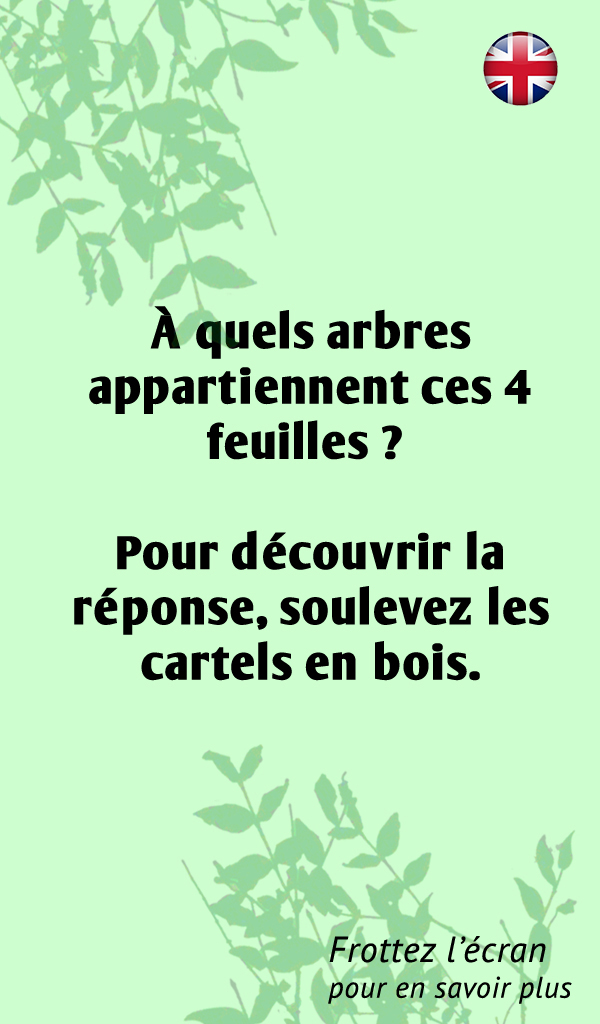 À quels arbres
appartiennent ces 4
feuilles ?
Pour découvrir la
réponse, soulevez les
cartels en bois.
Frottez l’écran
pour en savoir plus